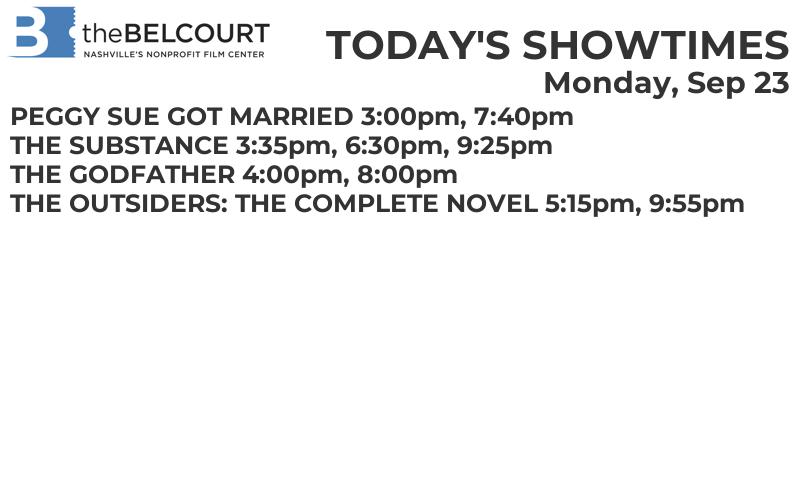 B theBELCOURT
NASHVILLE'S NONPROFIT FILM CENTER
TODAY'S SHOWTIMES
Monday, Sep 23
PEGGY SUE GOT MARRIED 3:00pm, 7:40pm
THE SUBSTANCE 3:35pm, 6:30pm, 9:25pm
THE GODFATHER 4:00pm, 8:00pm
THE OUTSIDERS: THE COMPLETE NOVEL 5:15pm, 9:55pm